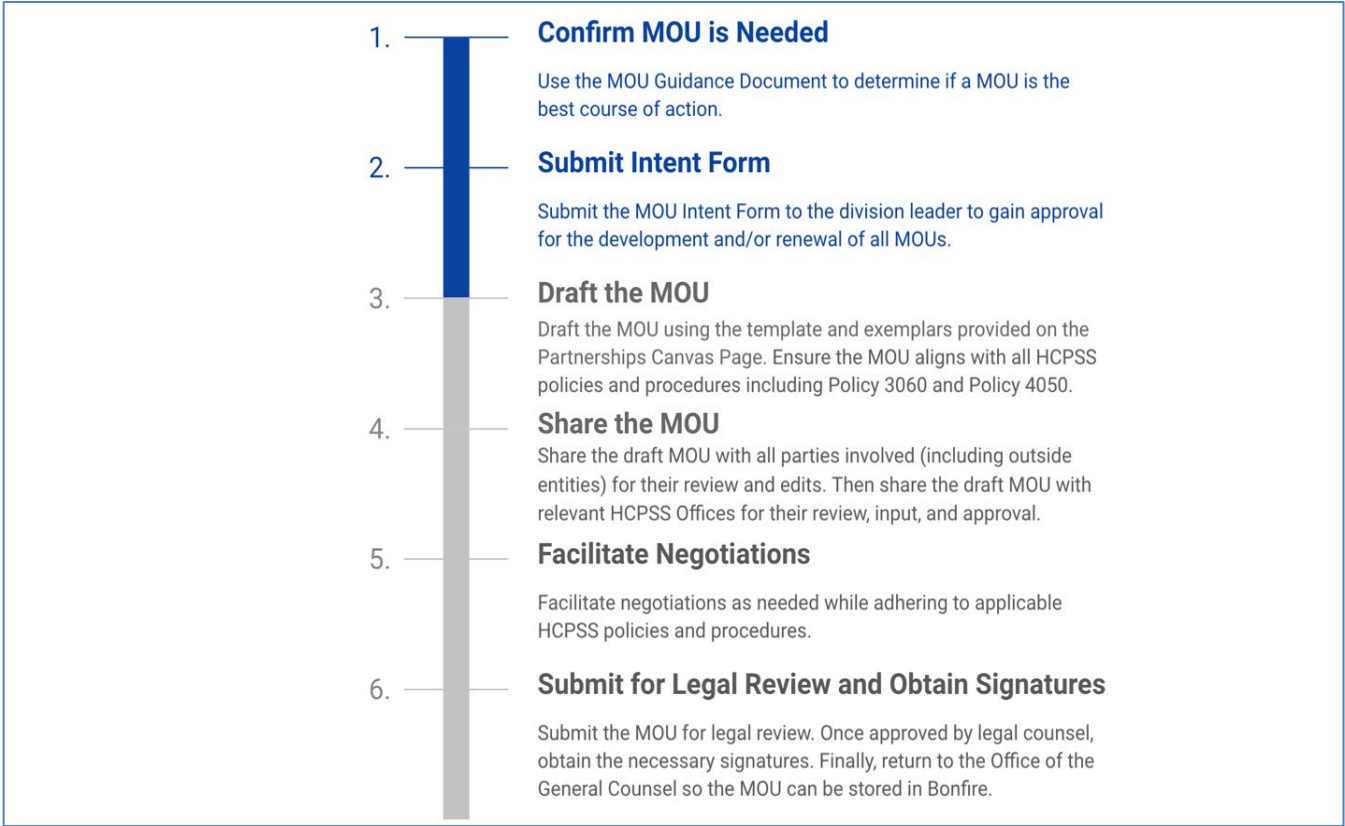 1. Confirm MOU is Needed
Use the MOU Guidance Document to determine if a MOU is the
best course of action.
2. Submit Intent Form
Submit the MOU Intent Form to the division leader to gain approval
for the development and/or renewal of all MOUs.
3. Draft the MOU
Draft the MOU using the template and exemplars provided on the
Partnerships Canvas Page. Ensure the MOU aligns with all HCPSS
policies and procedures including Policy 3060 and Policy 4050.
4. Share the MOU
Share the draft MOU with all parties involved (including outside
entities) for their review and edits. Then share the draft MOU with
relevant HCPSS Offices for their review, input, and approval.
5. Facilitate Negotiations
Facilitate negotiations as needed while adhering to applicable
HCPSS policies and procedures.
6. Submit for Legal Review and Obtain Signatures
Submit the MOU for legal review. Once approved by legal counsel,
obtain the necessary signatures. Finally, return to the Office of the
General Counsel so the MOU can be stored in Bonfire.